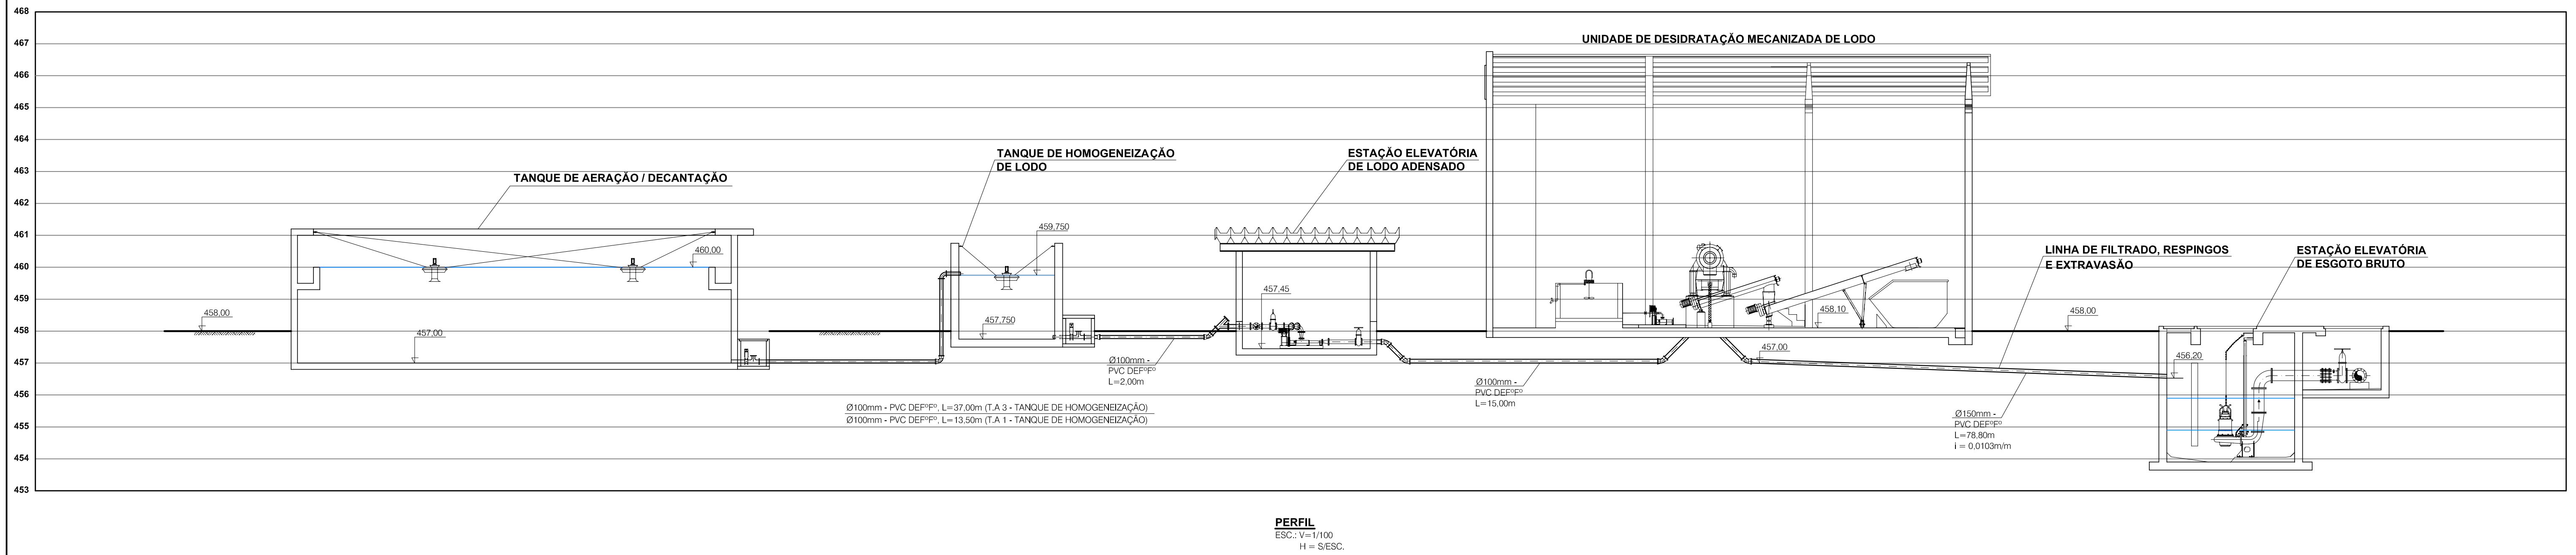 468
467
466
465
464
463
462
461
460
459
458
457
456
455
454
453
UNIDADE DE DESIDRATAÇÃO MECANIZADA DE LODO
TANQUE DE AERAÇÃO / DECANTAÇÃO
TANQUE DE HOMOGENEIZAÇÃO
DE LODO
ESTAÇÃO ELEVATÓRIA
DE LODO ADENSADO
LINHA DE FILTRADO, RESPINGOS
E EXTRAVASÃO
ESTAÇÃO ELEVATÓRIA
DE ESGOTO BRUTO
458,00
457,00
460,00
459,750
457,750
457,45
458,10
457,00
458,00
456,20
Ø100mm - PVC DEFºFº, L=37,00m (T.A 3 - TANQUE DE HOMOGENEIZAÇÃO)
Ø100mm - PVC DEFºFº, L=13,50m (T.A 1 - TANQUE DE HOMOGENEIZAÇÃO)
Ø100mm -
PVC DEFºFº
L=2,00m
Ø100mm -
PVC DEFºFº
L=15,00m
Ø150mm -
PVC DEFºFº
L=78,80m
i = 0,0103m/m
PERFIL
ESC.: V=1/100
H = S/ESC.